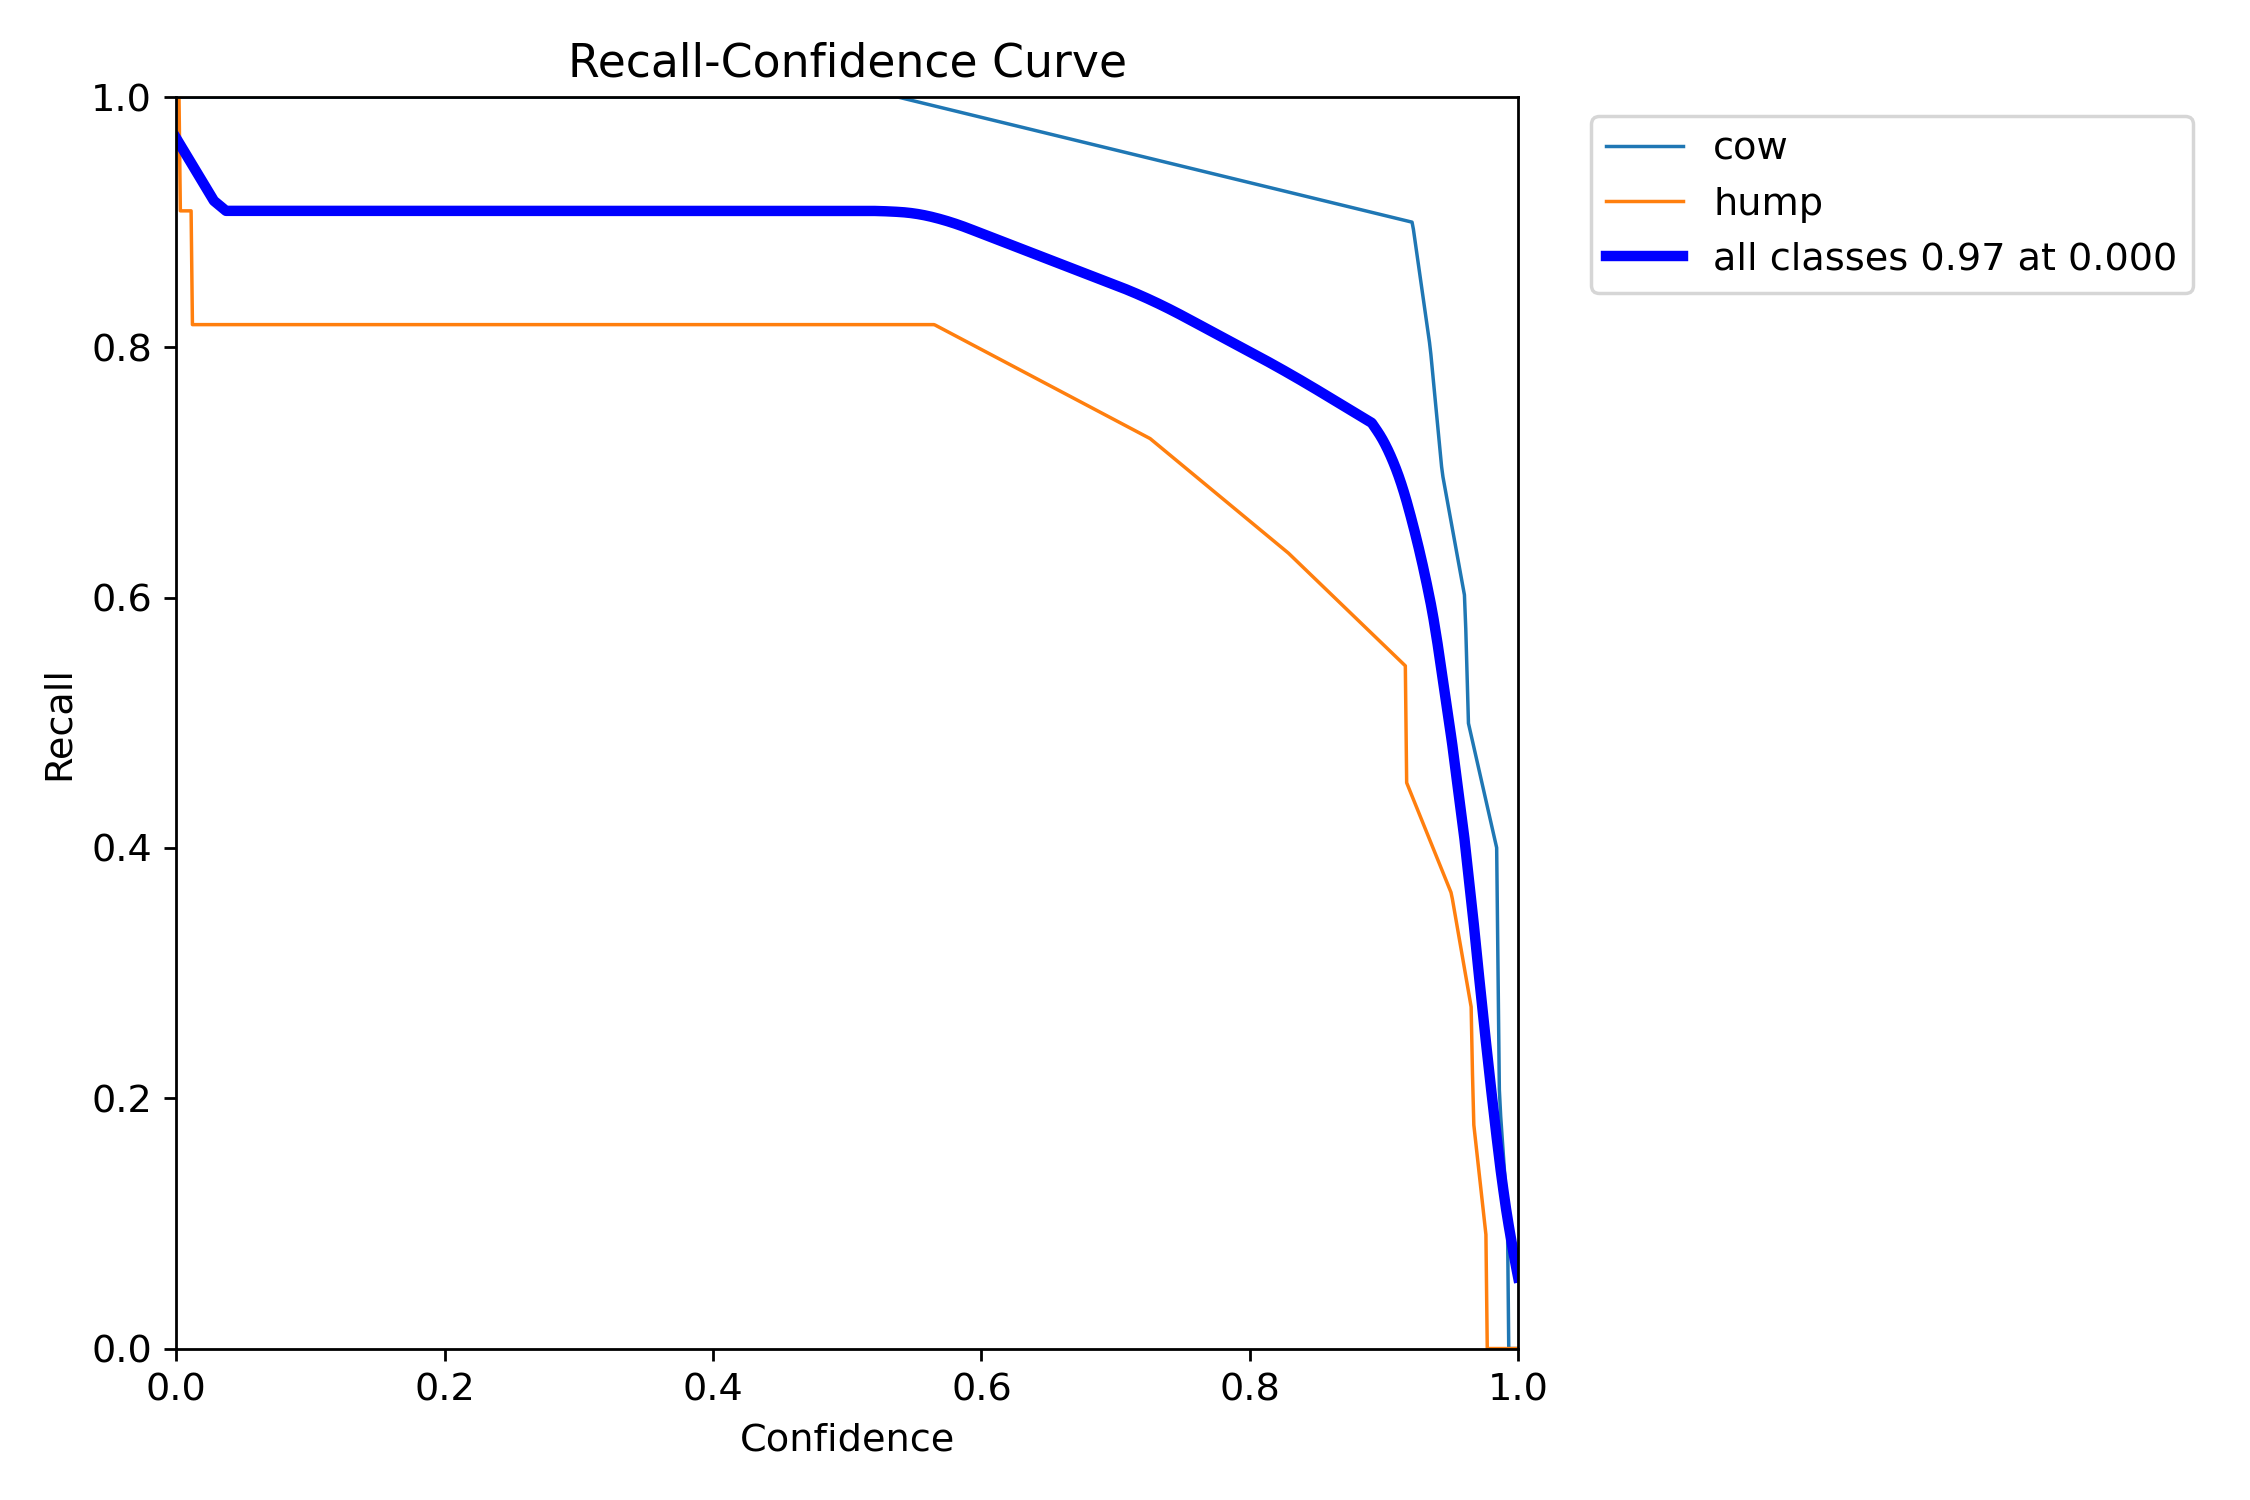 Recall-Confidence Curve
1.0
0.8
0.6
0.4
0.2
0.0
Recall
0.0 0.2 0.4 0.6 0.8 1.0
Confidence
cow
hump
all classes 0.97 at 0.000